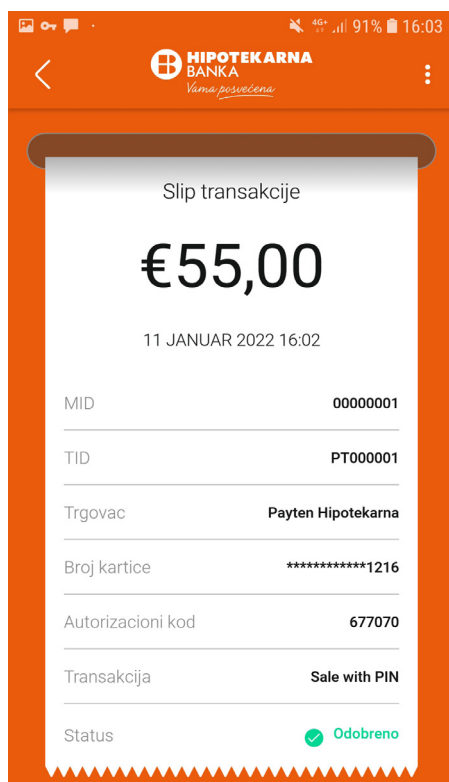 4G+ 91% 16:03
HIPOTEKARNA
BANKA
Vama posvećena
Slip transakcije
€55,00
11 JANUAR 2022 16:02
MID 00000001
TID PT000001
Trgovac Payten Hipotekarna
Broj kartice ************1216
Autorizacioni kod 677070
Transakcija Sale with PIN
Status Odobreno